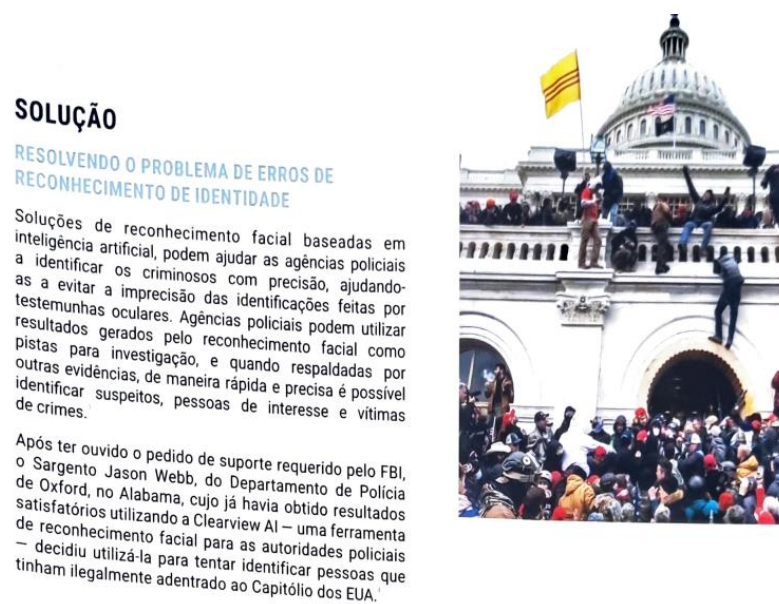 SOLUÇÃO
RESOLVENDO O PROBLEMA DE ERROS DE
RECONHECIMENTO DE IDENTIDADE
Soluções de reconhecimento facial baseadas em
inteligência artificial, podem ajudar as agências policiais
a identificar os criminosos com precisão, ajudando-
as a evitar a imprecisão das identificações feitas por
testemunhas oculares. Agências policiais podem utilizar
resultados gerados pelo reconhecimento facial como
pistas para investigação, e quando respaldadas por
outras evidências, de maneira rápida e precisa é possível
identificar suspeitos, pessoas de interesse e vítimas
de crimes.
Após ter ouvido o pedido de suporte requerido pelo FBI,
o Sargento Jason Webb, do Departamento de Polícia
de Oxford, no Alabama, cujo já havia obtido resultados
satisfatórios utilizando a Clearview AI — uma ferramenta
de reconhecimento facial para as autoridades policiais
— decidiu utilizá-la para tentar identificar pessoas que
tinham ilegalmente adentrado ao Capitólio dos EUA.